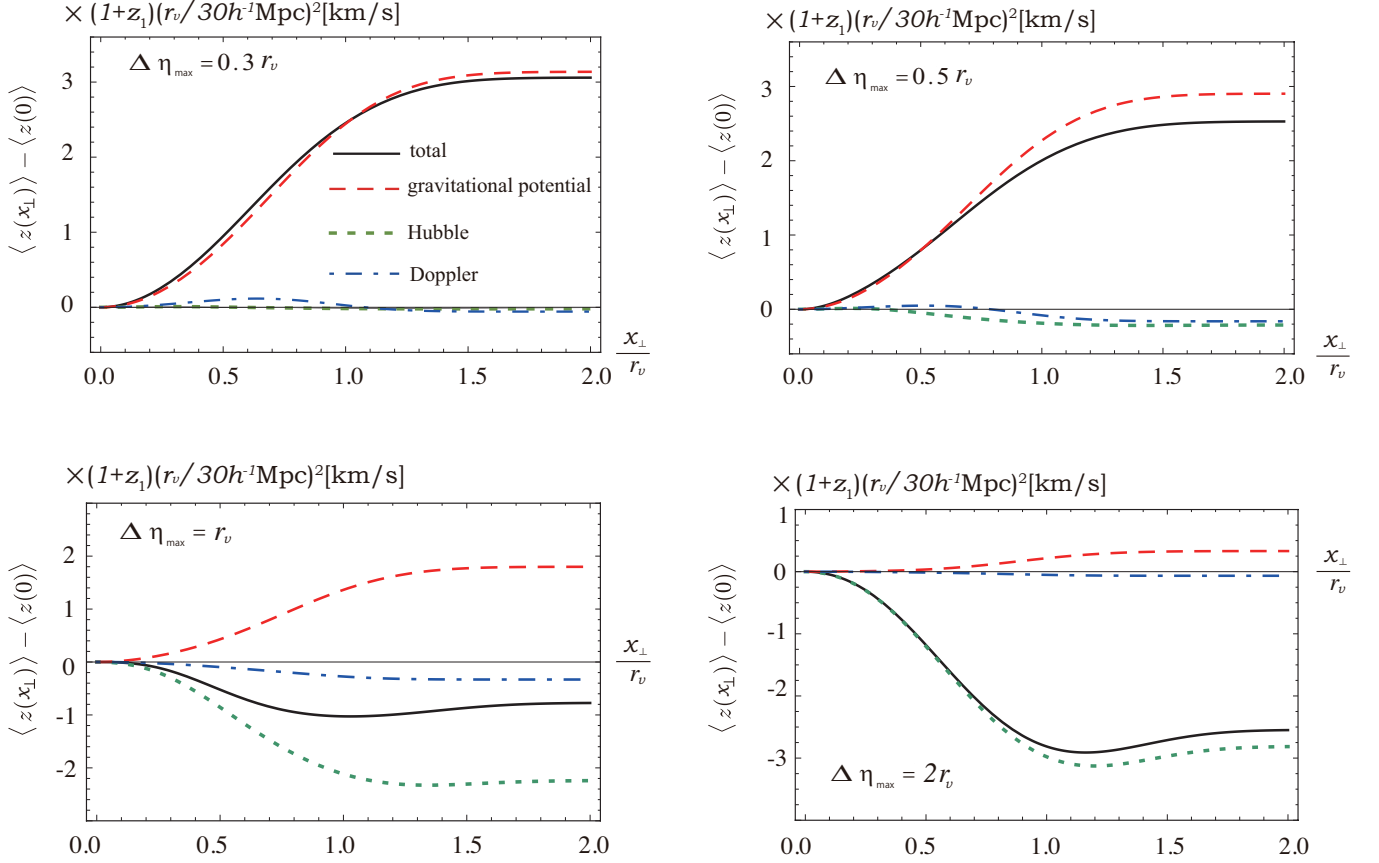 × (1+z₁)(rᵥ/30h⁻¹Mpc)²[km/s]
Δ η_max = 0.3 rᵥ
⟨ z(x⊥) ⟩ − ⟨ z(0) ⟩
3
2
1
0
total
gravitational potential
Hubble
Doppler
0.0 0.5 1.0 1.5 2.0
x⊥
rᵥ
× (1+z₁)(rᵥ/30h⁻¹Mpc)²[km/s]
Δ η_max = 0.5 rᵥ
⟨ z(x⊥) ⟩ − ⟨ z(0) ⟩
3
2
1
0
0.0 0.5 1.0 1.5 2.0
x⊥
rᵥ
× (1+z₁)(rᵥ/30h⁻¹Mpc)²[km/s]
Δ η_max = rᵥ
⟨ z(x⊥) ⟩ − ⟨ z(0) ⟩
2
1
0
-1
-2
0.0 0.5 1.0 1.5 2.0
x⊥
rᵥ
× (1+z₁)(rᵥ/30h⁻¹Mpc)²[km/s]
⟨ z(x⊥) ⟩ − ⟨ z(0) ⟩
1
0
-1
-2
-3
Δ η_max = 2rᵥ
0.0 0.5 1.0 1.5 2.0
x⊥
rᵥ